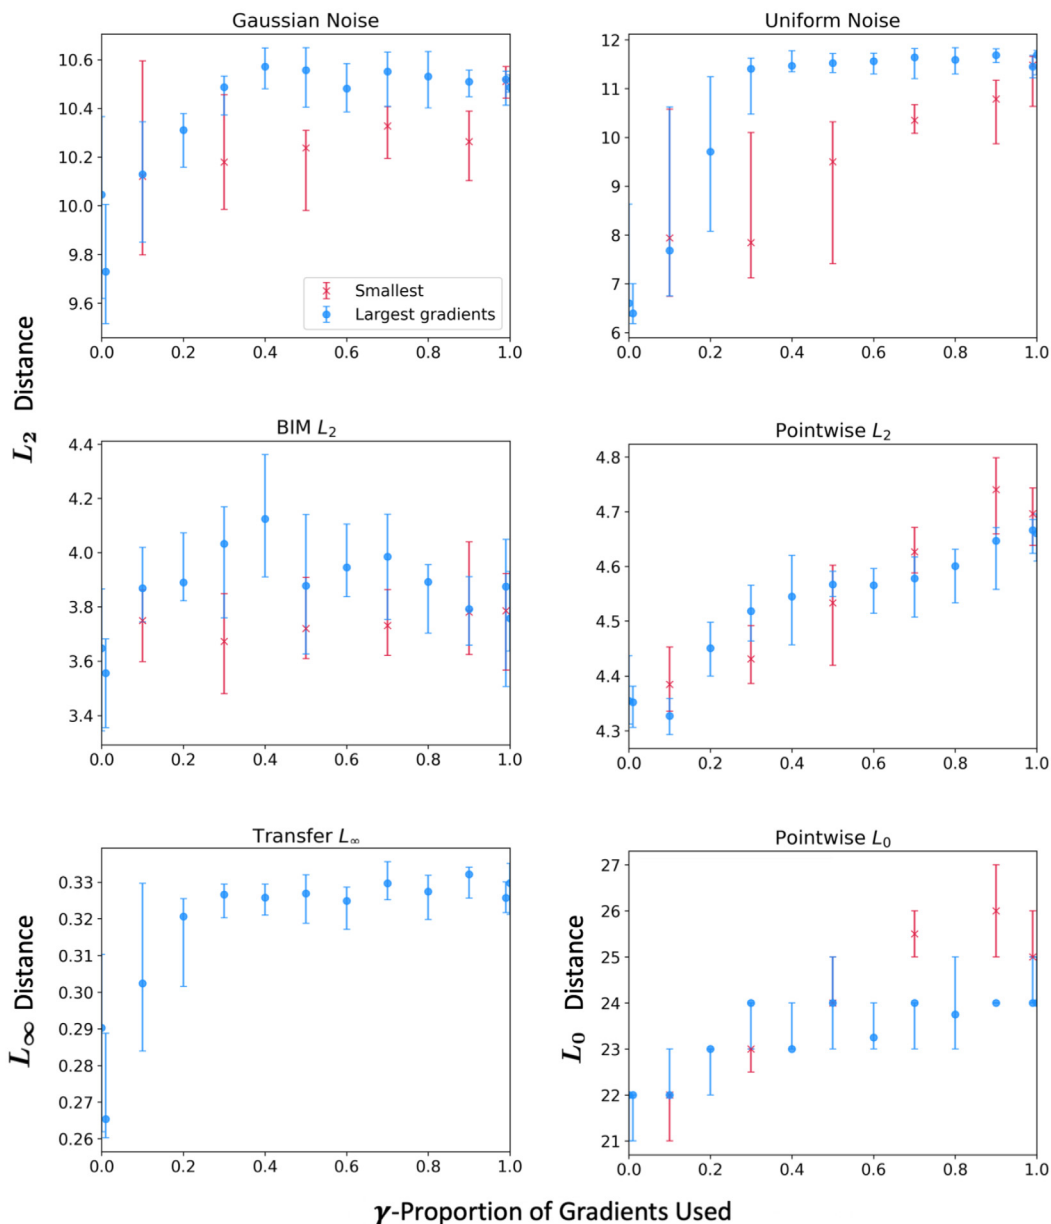 Gaussian Noise
10.6
10.4
10.2
10.0
9.8
9.6
Smallest
Largest gradients
0.0 0.2 0.4 0.6 0.8 1.0
Uniform Noise
12
11
10
9
8
7
6
0.0 0.2 0.4 0.6 0.8 1.0
L₂ Distance
BIM L₂
4.4
4.2
4.0
3.8
3.6
3.4
0.0 0.2 0.4 0.6 0.8 1.0
Pointwise L₂
4.8
4.7
4.6
4.5
4.4
4.3
0.0 0.2 0.4 0.6 0.8 1.0
L∞ Distance
Transfer L∞
0.33
0.32
0.31
0.30
0.29
0.28
0.27
0.26
0.0 0.2 0.4 0.6 0.8 1.0
L₀ Distance
Pointwise L₀
27
26
25
24
23
22
21
0.0 0.2 0.4 0.6 0.8 1.0
γ-Proportion of Gradients Used